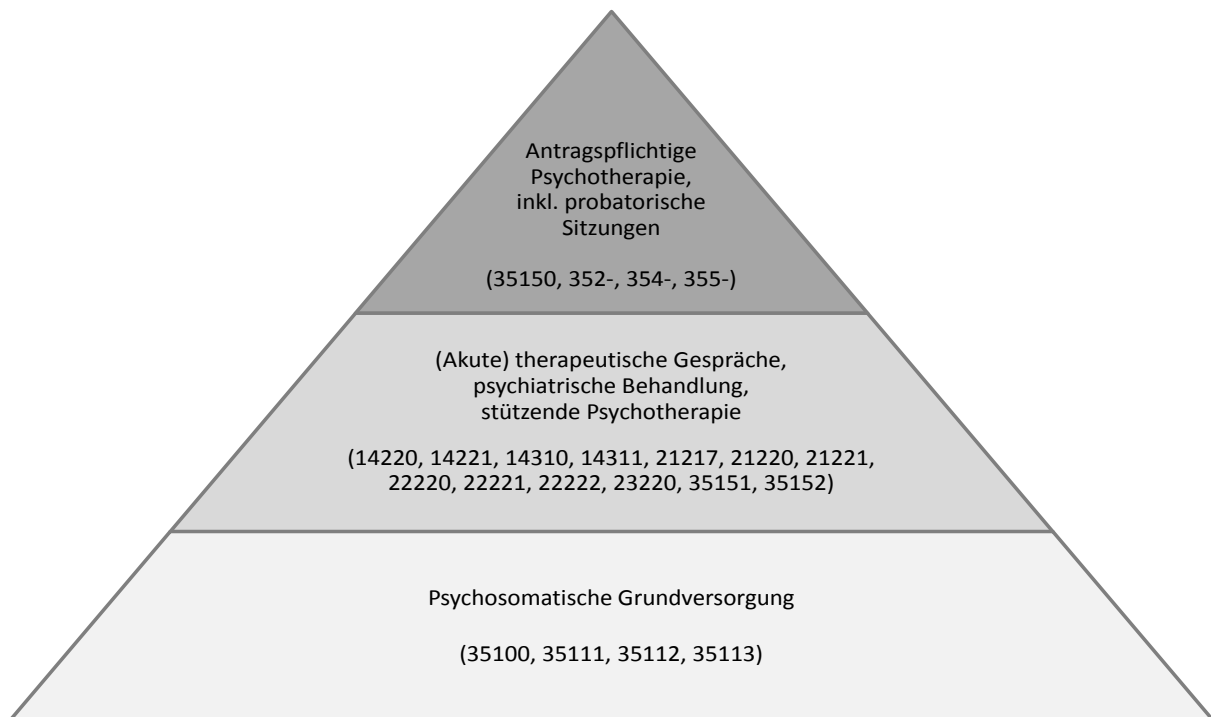 Antragspflichtige
Psychotherapie,
inkl. probatorische
Sitzungen
(35150, 352-, 354-, 355-)
(Akute) therapeutische Gespräche,
psychiatrische Behandlung,
stützende Psychotherapie
(14220, 14221, 14310, 14311, 21217, 21220, 21221,
22220, 22221, 22222, 23220, 35151, 35152)
Psychosomatische Grundversorgung
(35100, 35111, 35112, 35113)